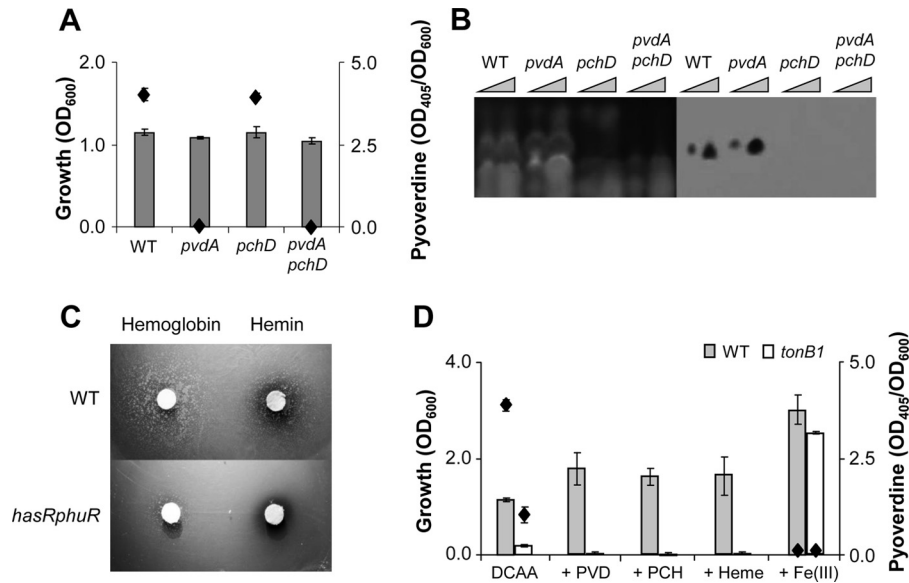 A
Growth (OD600)
2.0
1.0
0.0
5.0
2.5
0.0
Pyoverdine (OD405/OD600)
WT
pvdA
pchD
pvdA
pchD
B
WT
pvdA
pchD
pvdA
pchD
WT
pvdA
pchD
pvdA
pchD
C
Hemoglobin
Hemin
WT
hasRphuR
D
WT
tonB1
Growth (OD600)
4.0
2.0
0.0
5.0
2.5
0.0
Pyoverdine (OD405/OD600)
DCAA
+ PVD
+ PCH
+ Heme
+ Fe(III)